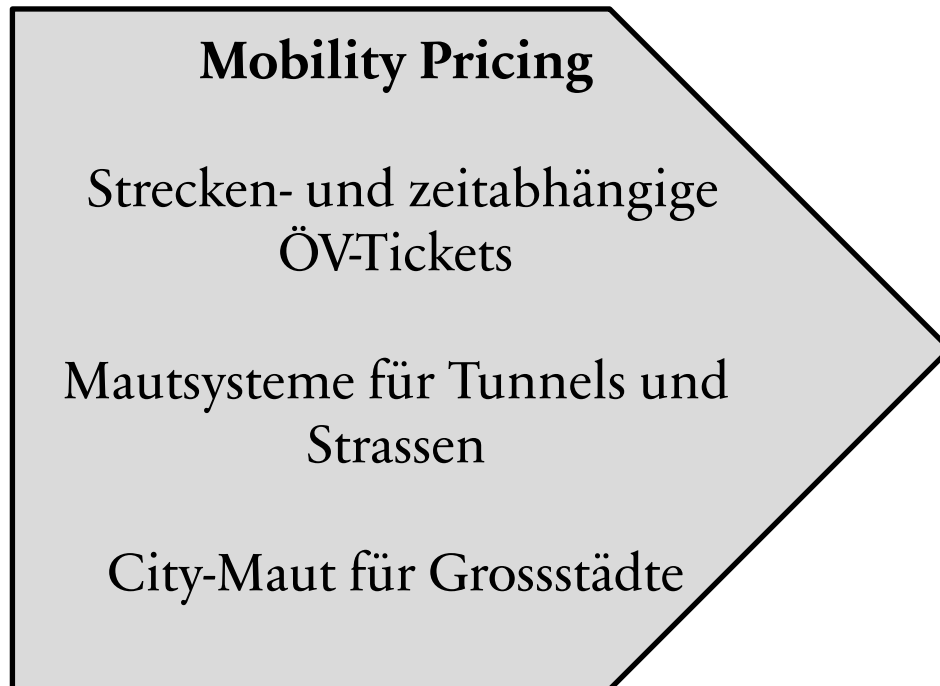 Mobility Pricing
Strecken- und zeitabhängige
ÖV-Tickets
Mautsysteme für Tunnels und
Strassen
City-Maut für Grossstädte